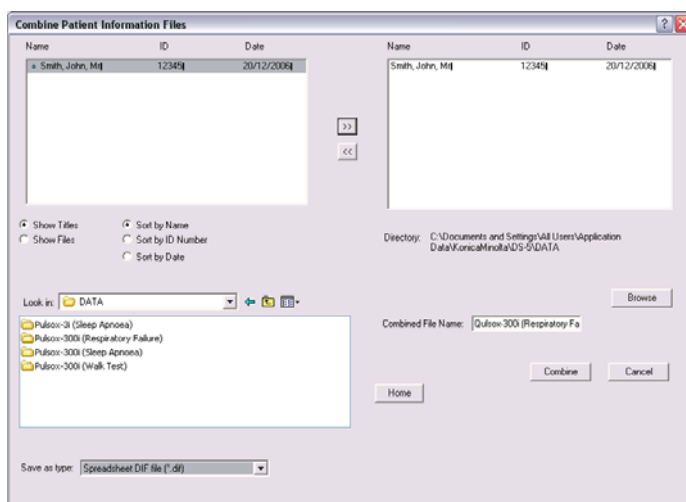 Combine Patient Information Files
Name ID Date
Smith, John, Mr 12345 20/12/2006
Name ID Date
Smith, John, Mr 12345 20/12/2006
>>
<<
Show Titles
Show Files
Sort by Name
Sort by ID Number
Sort by Date
Directory: C:\Documents and Settings\All Users\Application
Data\KonicaMinolta\DS-5\DATA
Look in: DATA
Browse
Pulsox-3i (Sleep Apnoea)
Pulsox-300i (Respiratory Failure)
Pulsox-300i (Sleep Apnoea)
Pulsox-300i (Walk Test)
Combined File Name: Qulsox-300i (Respiratory Fa
Combine Cancel
Home
Save as type: Spreadsheet DIF file (*.dif)